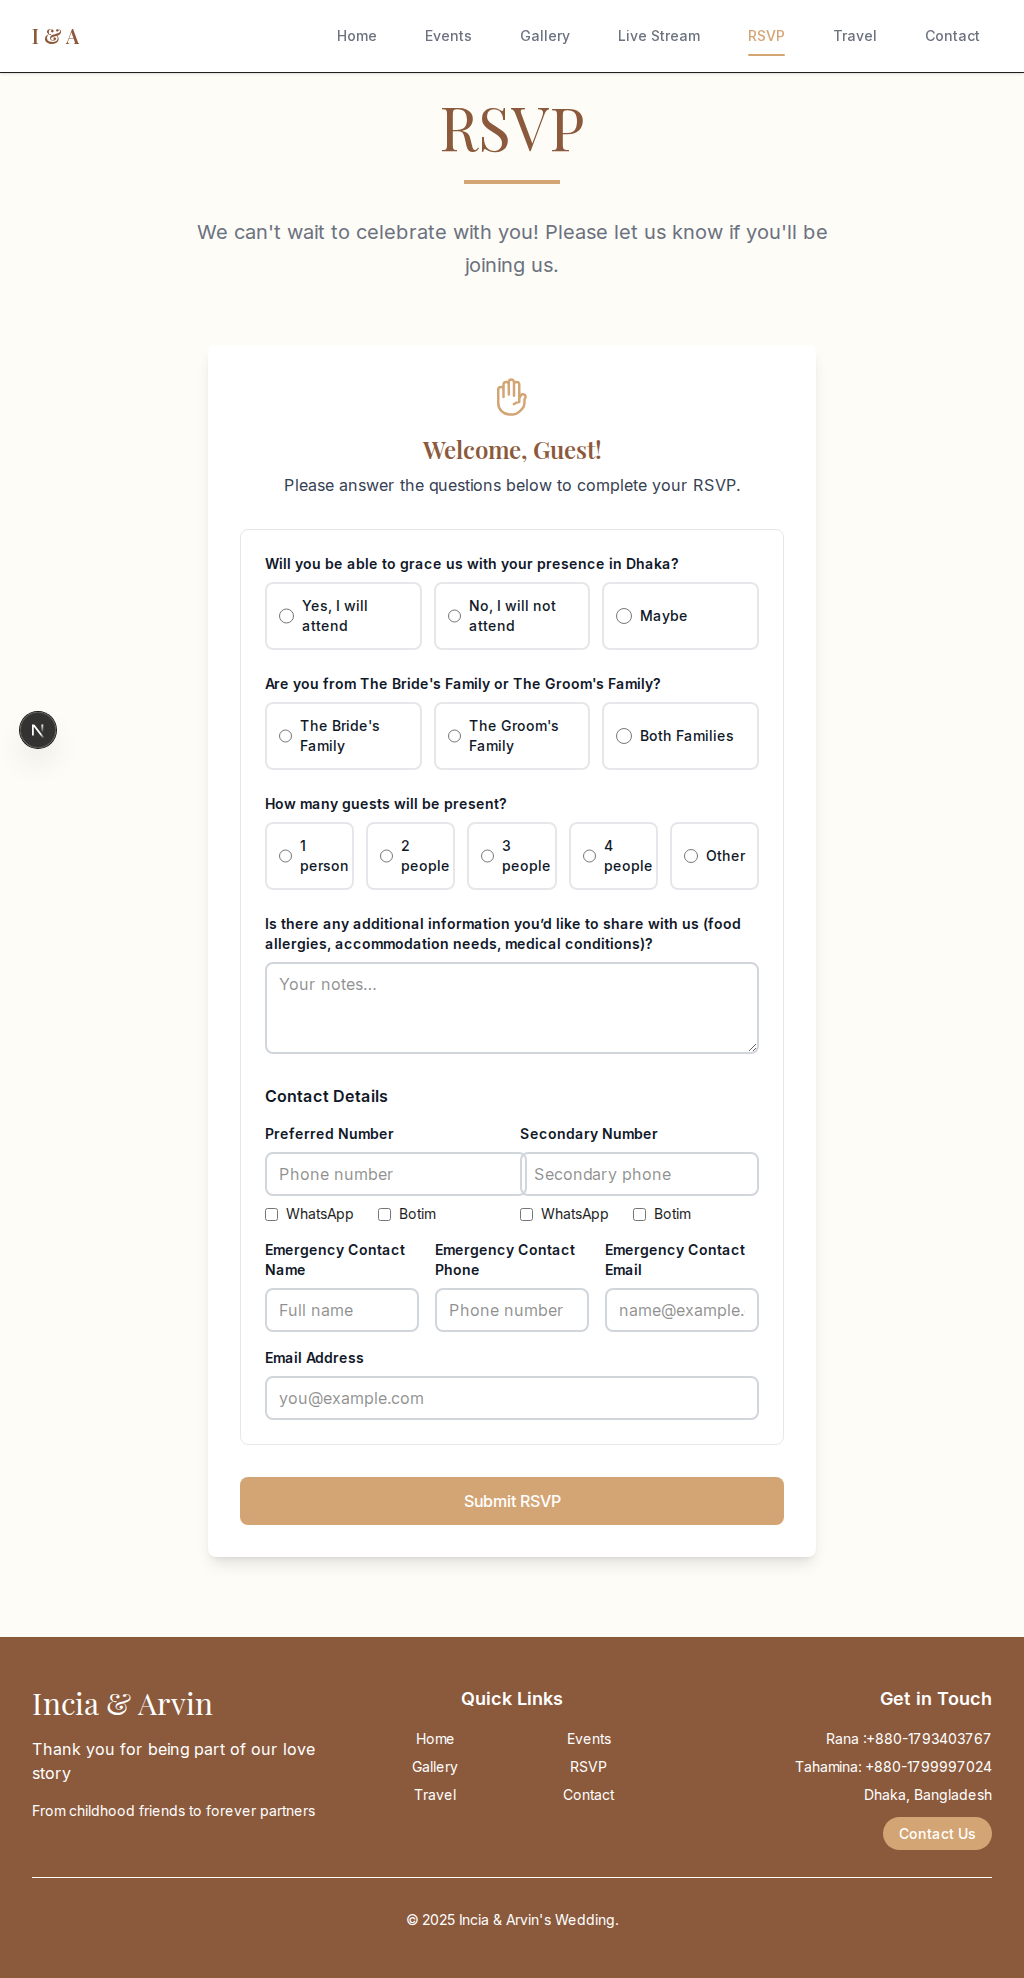 I & A
Home
Events
Gallery
Live Stream
RSVP
Travel
Contact
RSVP
We can't wait to celebrate with you! Please let us know if you'll be
joining us.
Welcome, Guest!
Please answer the questions below to complete your RSVP.
Will you be able to grace us with your presence in Dhaka?
Yes, I will
attend
No, I will not
attend
Maybe
Are you from The Bride's Family or The Groom's Family?
The Bride's
Family
The Groom's
Family
Both Families
How many guests will be present?
1
person
2
people
3
people
4
people
Other
Is there any additional information you’d like to share with us (food
allergies, accommodation needs, medical conditions)?
Your notes...
Contact Details
Preferred Number
Secondary Number
Phone number
Secondary phone
WhatsApp
Botim
WhatsApp
Botim
Emergency Contact
Name
Emergency Contact
Phone
Emergency Contact
Email
Full name
Phone number
name@example.
Email Address
you@example.com
Submit RSVP
N
Incia & Arvin
Thank you for being part of our love
story
From childhood friends to forever partners
Quick Links
Home
Events
Gallery
RSVP
Travel
Contact
Get in Touch
Rana :+880-1793403767
Tahamina: +880-1799997024
Dhaka, Bangladesh
Contact Us
© 2025 Incia & Arvin's Wedding.